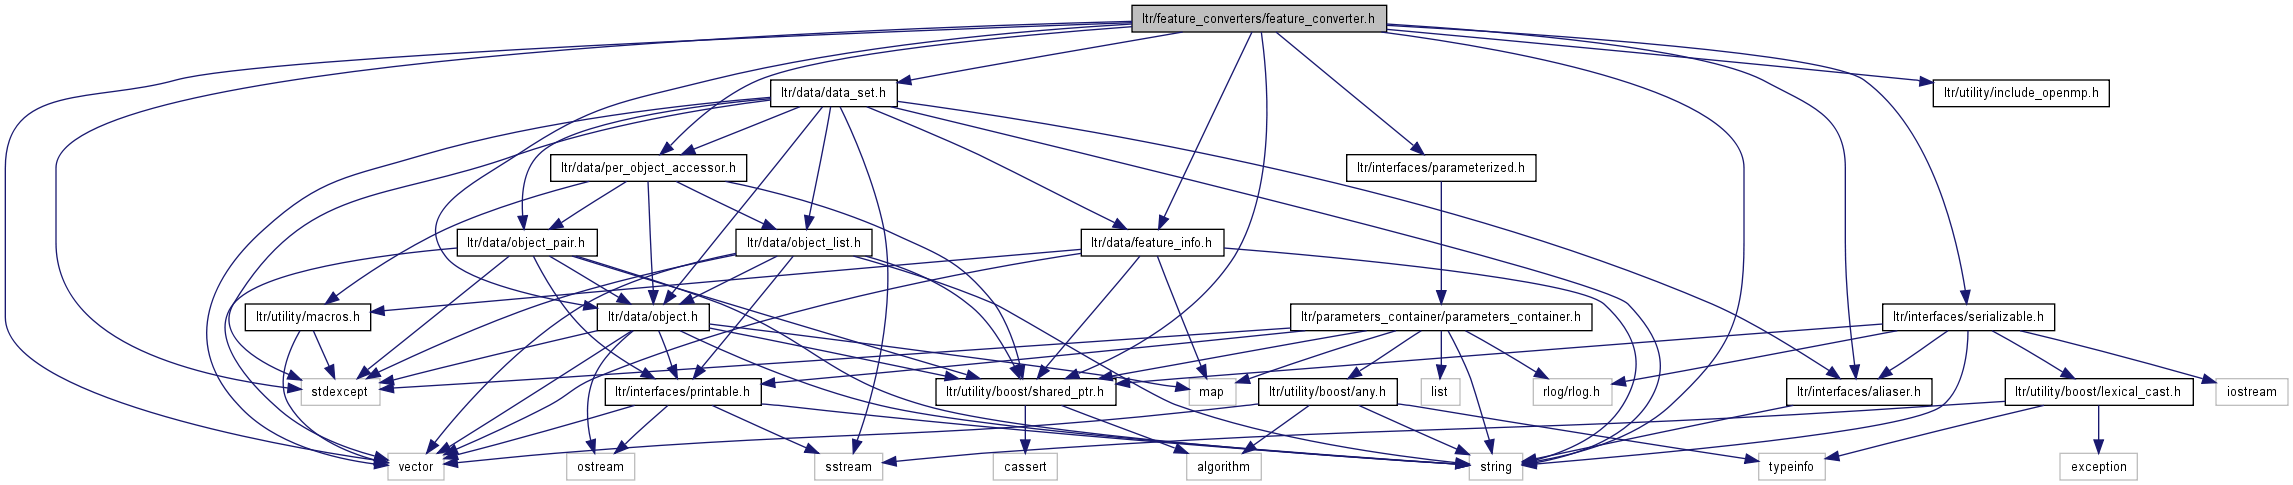 ltr/feature_converters/feature_converter.h
ltr/data/data_set.h
ltr/utility/include_openmp.h
ltr/data/per_object_accessor.h
ltr/interfaces/parameterized.h
ltr/data/object_pair.h
ltr/data/object_list.h
ltr/data/feature_info.h
ltr/utility/macros.h
ltr/data/object.h
ltr/parameters_container/parameters_container.h
ltr/interfaces/serializable.h
stdexcept
ltr/interfaces/printable.h
ltr/utility/boost/shared_ptr.h
map
ltr/utility/boost/any.h
list
rlog/rlog.h
ltr/interfaces/aliaser.h
ltr/utility/boost/lexical_cast.h
iostream
vector
ostream
sstream
cassert
algorithm
string
typeinfo
exception